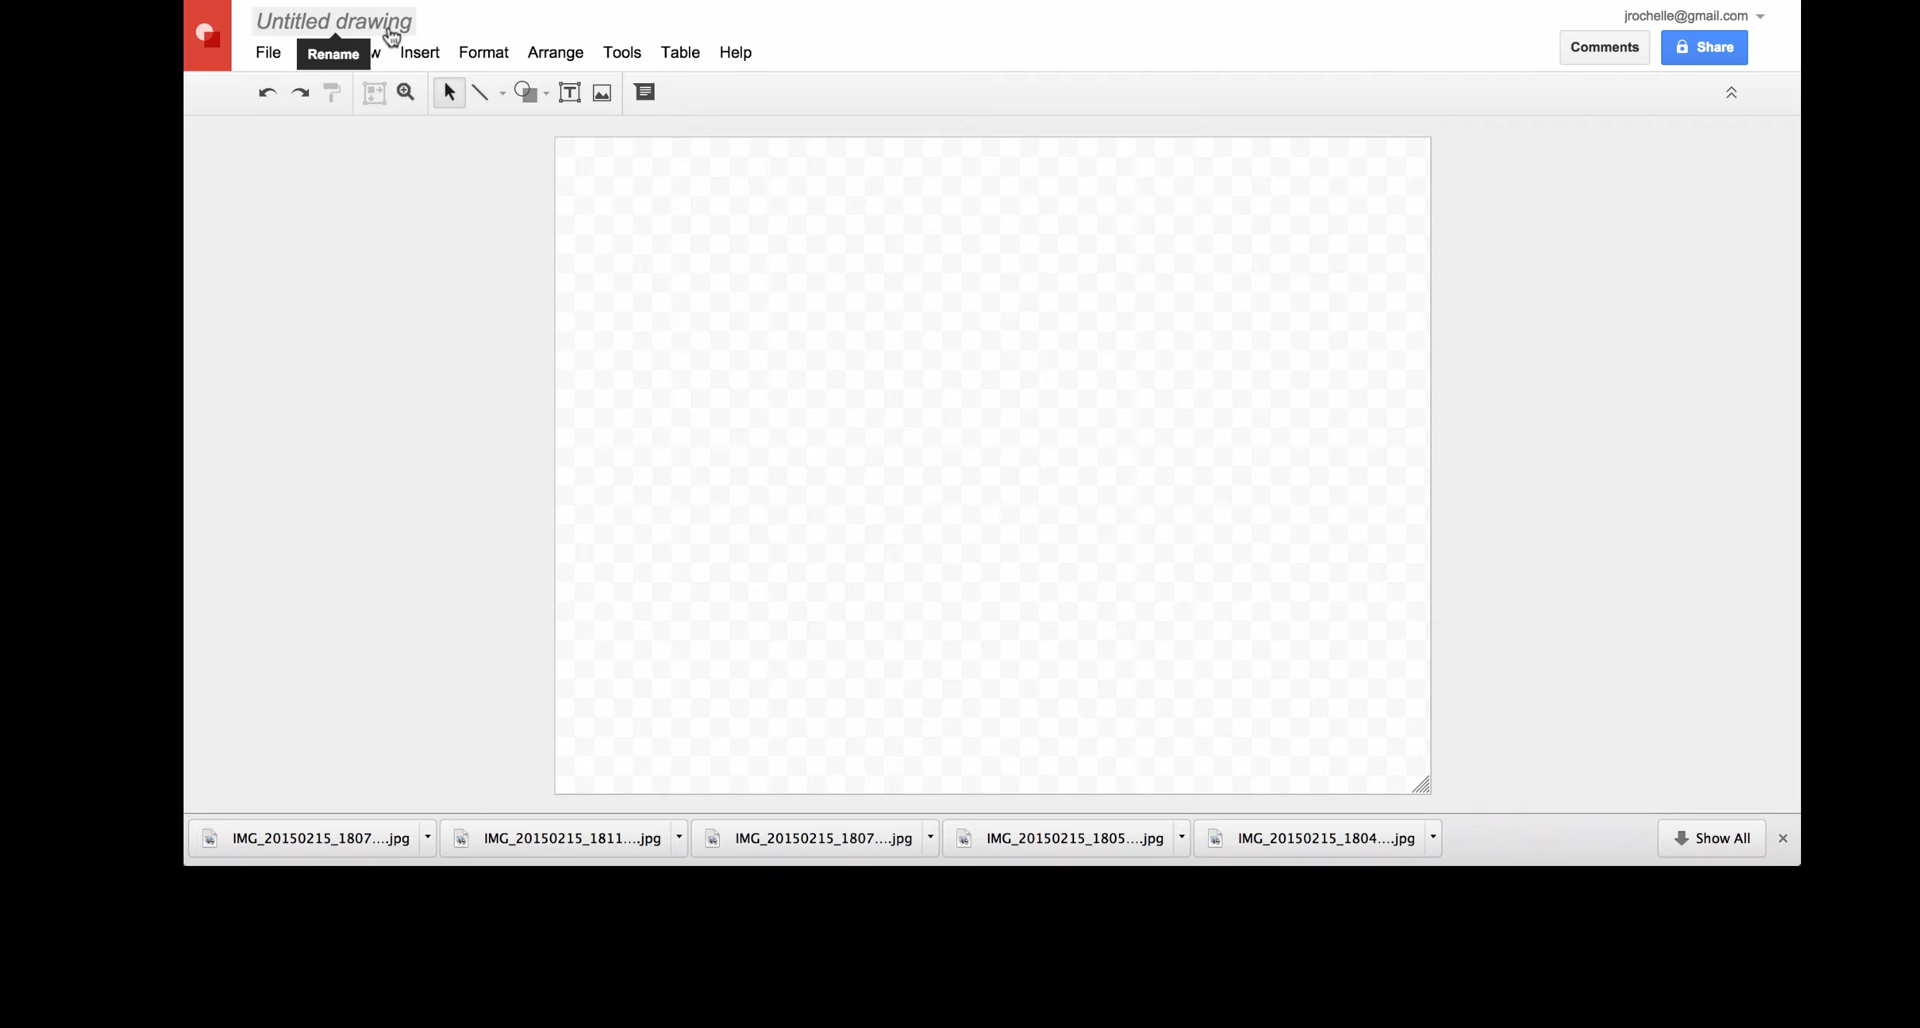 Untitled drawing
jrochelle@gmail.com
Rename
File w Insert Format Arrange Tools Table Help
Comments
Share
IMG_20150215_1807....jpg
IMG_20150215_1811....jpg
IMG_20150215_1807....jpg
IMG_20150215_1805....jpg
IMG_20150215_1804....jpg
Show All